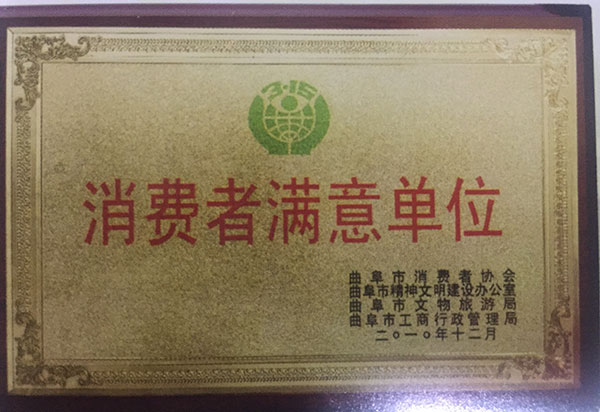 3·15
消费者满意单位
曲阜市消费者协会
曲阜市精神文明建设办公室
曲阜市文物旅游局
曲阜市工商行政管理局
二〇一〇年十二月